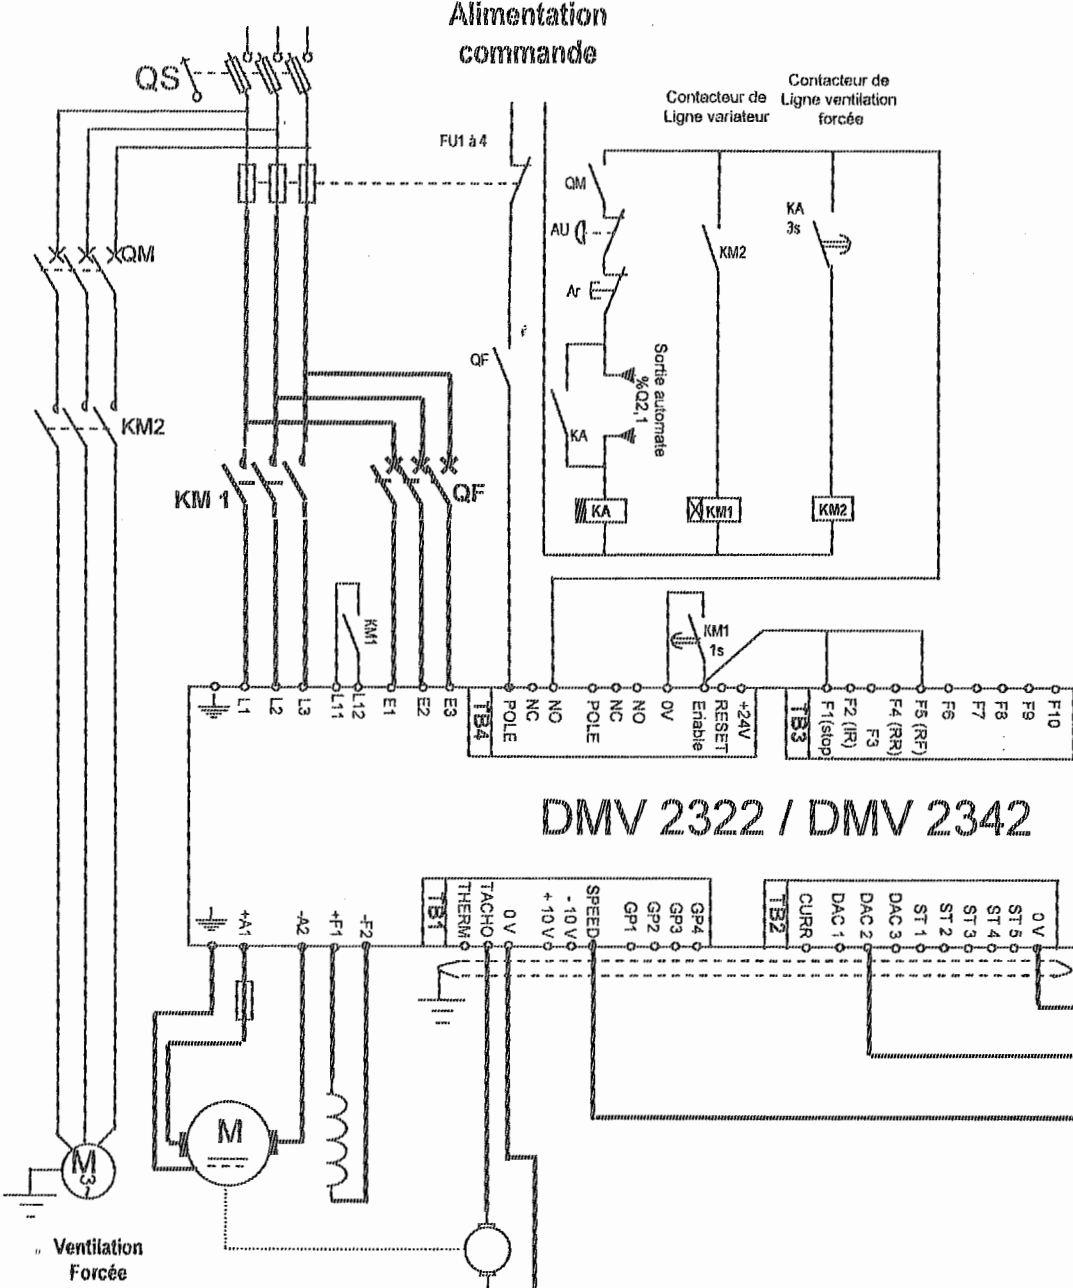 Alimentation
commande
QS
FU1 à 4
Contacteur de
Ligne variateur
Contacteur de
Ligne ventilation
forcée
QM
AU
Ar
KM2
KA
3s
QM
QF
Sortie automate
%Q2,1
KA
KM2
KM 1
QF
KA
KM1
KM2
KM1
KM1
1s
L1
L2
L3
L11
L12
E1
E2
E3
TB4
POLE
NC
NO
POLE
NC
NO
0V
Enable
RESET
+24V
TB3
F1(stop)
F2 (IR)
F3
F4 (RR)
F5 (RF)
F6
F7
F8
F9
F10
DMV 2322 / DMV 2342
+A1
-A2
+F1
-F2
TB1
THERM
TACHO
0 V
+ 10 V
- 10 V
SPEED
GP1
GP2
GP3
GP4
TB2
CURR
DAC 1
DAC 2
DAC 3
ST 1
ST 2
ST 3
ST 4
ST 5
0 V
M
M
3
Ventilation
Forcée